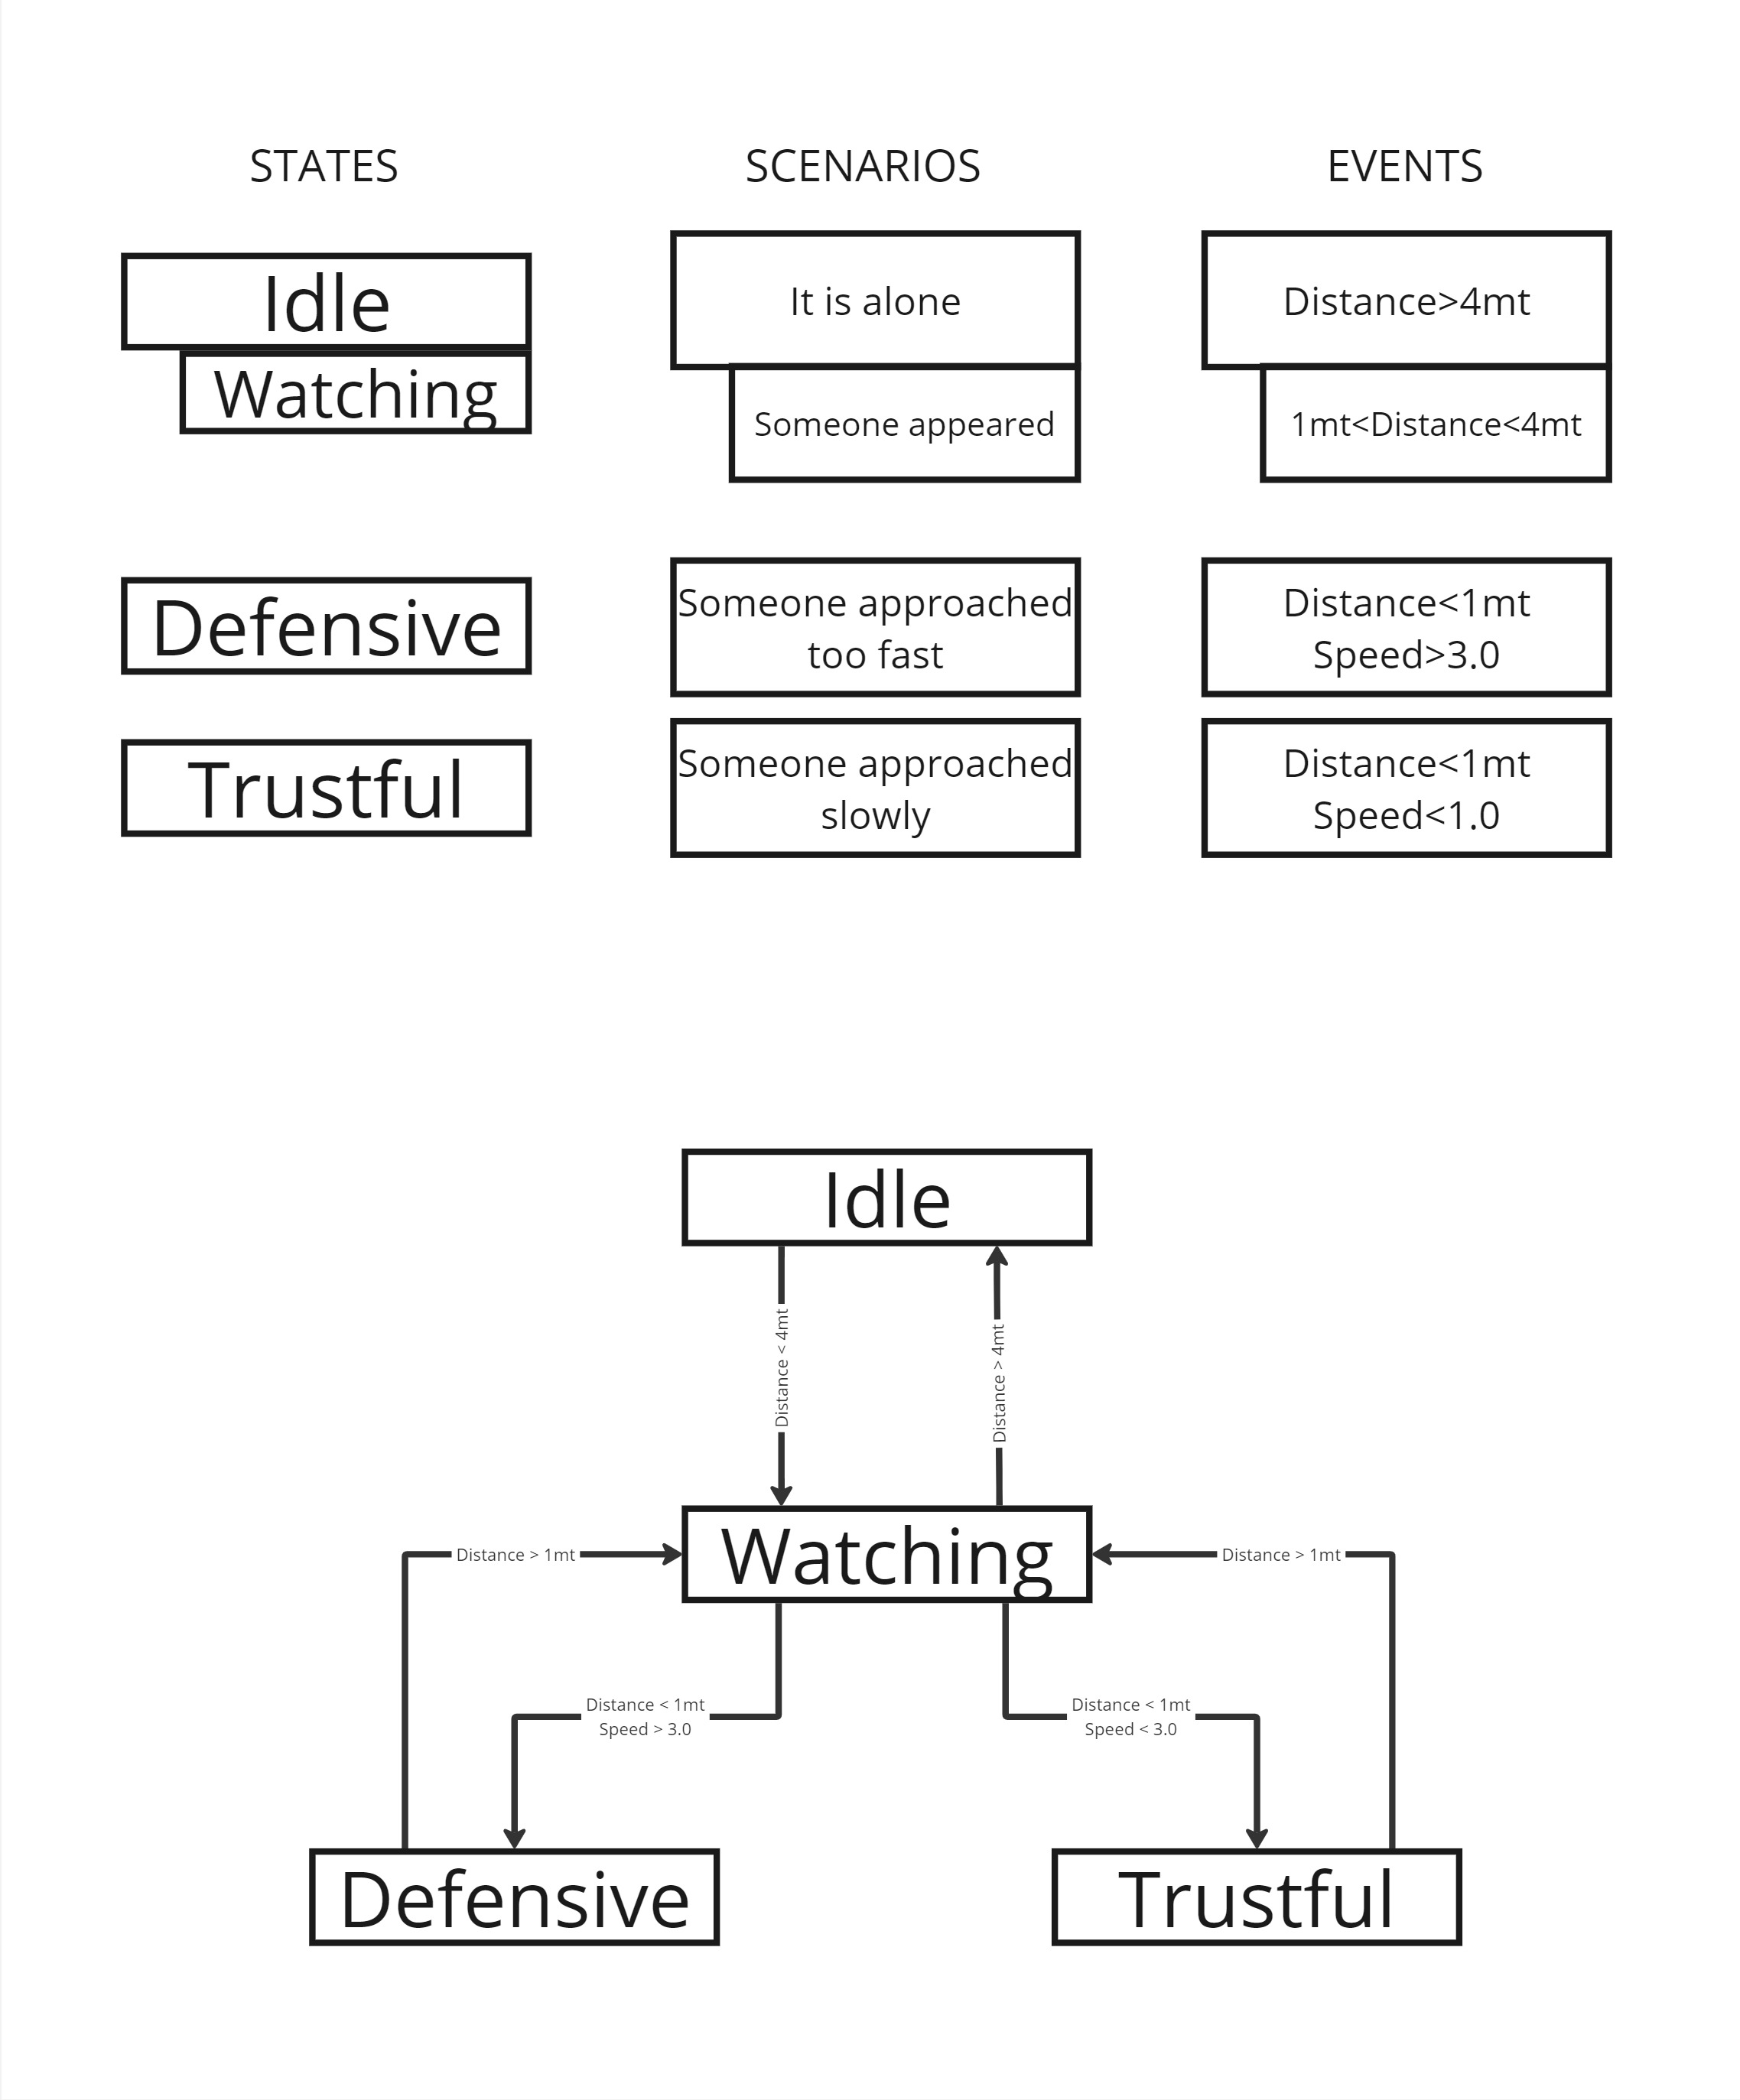 STATES
SCENARIOS
EVENTS
Idle
Watching
It is alone
Someone appeared
Distance>4mt
1mt<Distance<4mt
Defensive
Someone approached
too fast
Distance<1mt
Speed>3.0
Trustful
Someone approached
slowly
Distance<1mt
Speed<1.0
Idle
Distance < 4mt
Distance > 4mt
Watching
Distance > 1mt
Distance > 1mt
Distance < 1mt
Speed > 3.0
Distance < 1mt
Speed < 3.0
Defensive
Trustful